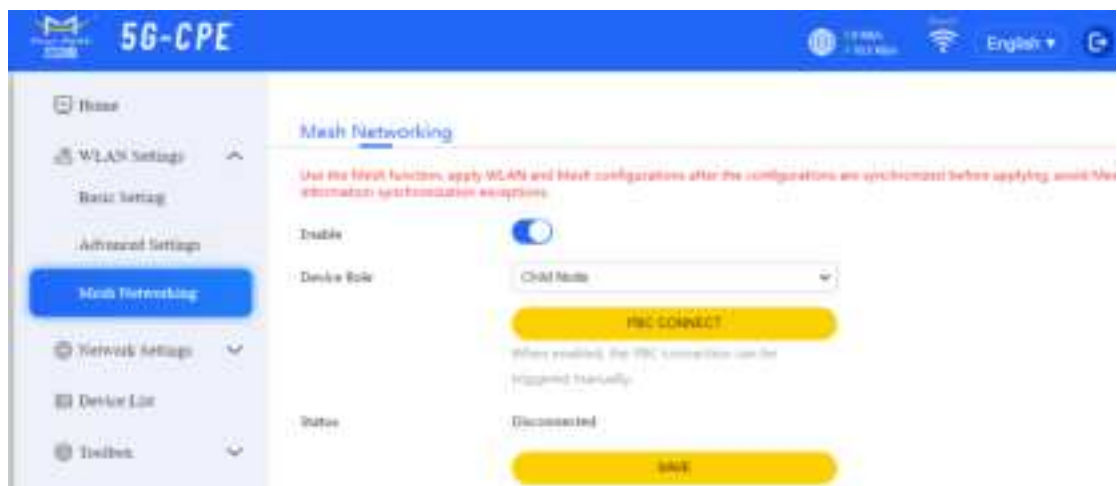 5G-CPE
English
Home
WLAN Settings
Basic Setting
Advanced Settings
Mesh Networking
Network Settings
Device List
Toolbox
Mesh Networking
Use the Mesh function, apply WLAN and Mesh configurations after the configurations are synchronized before applying, avoid
information synchronization exceptions.
Enable
Device Role
Child Node
PBC CONNECT
When enabled, the PBC connection can be
triggered manually.
Status
Disconnected
SAVE